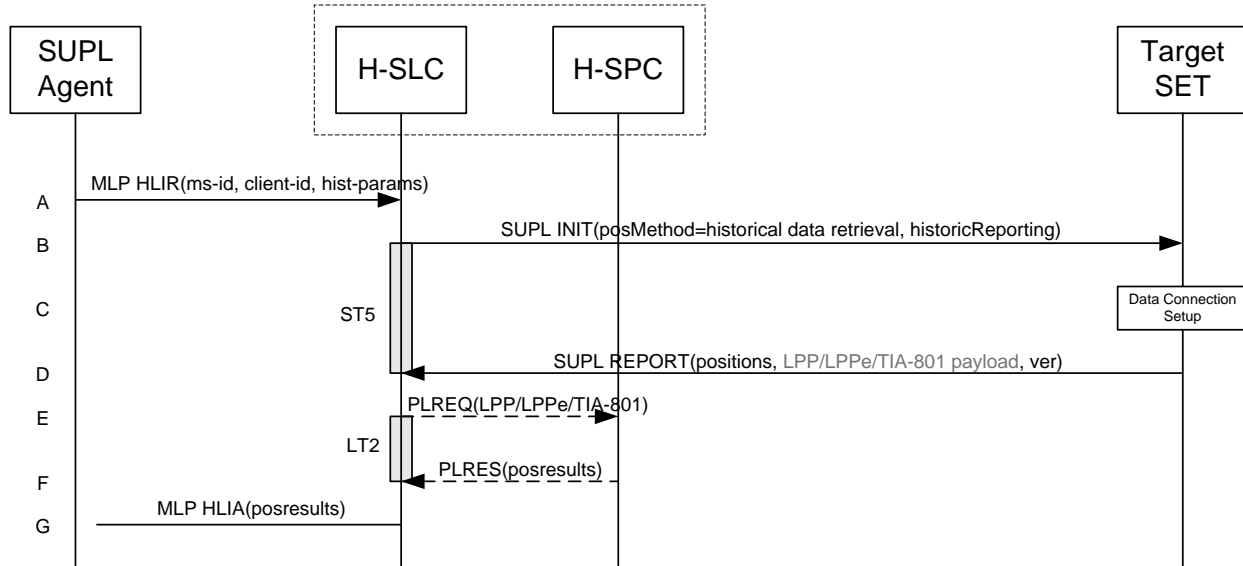 SUPL
Agent
H-SLC
H-SPC
Target
SET
MLP HLIR(ms-id, client-id, hist-params)
A
SUPL INIT(posMethod=historical data retrieval, historicReporting)
B
Data Connection
Setup
C
ST5
SUPL REPORT(positions, LPP/LPPe/TIA-801 payload, ver)
D
PLREQ(LPP/LPPe/TIA-801)
E
LT2
PLRES(posresults)
F
MLP HLIA(posresults)
G